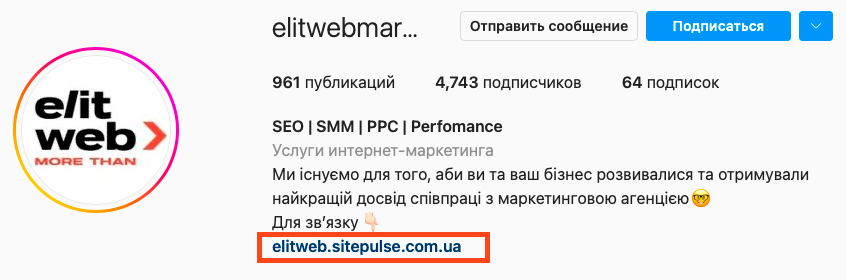 elitwebmar...
Отправить сообщение
Подписаться
961 публикаций
4,743 подписчиков
64 подписок
elit
web
MORE THAN
SEO | SMM | PPC | Perfomance
Услуги интернет-маркетинга
Ми існуємо для того, аби ви та ваш бізнес розвивалися та отримували
найкращій досвід співпраці з маркетинговою агенцією🤓
Для зв’язку 👇🏻
elitweb.sitepulse.com.ua